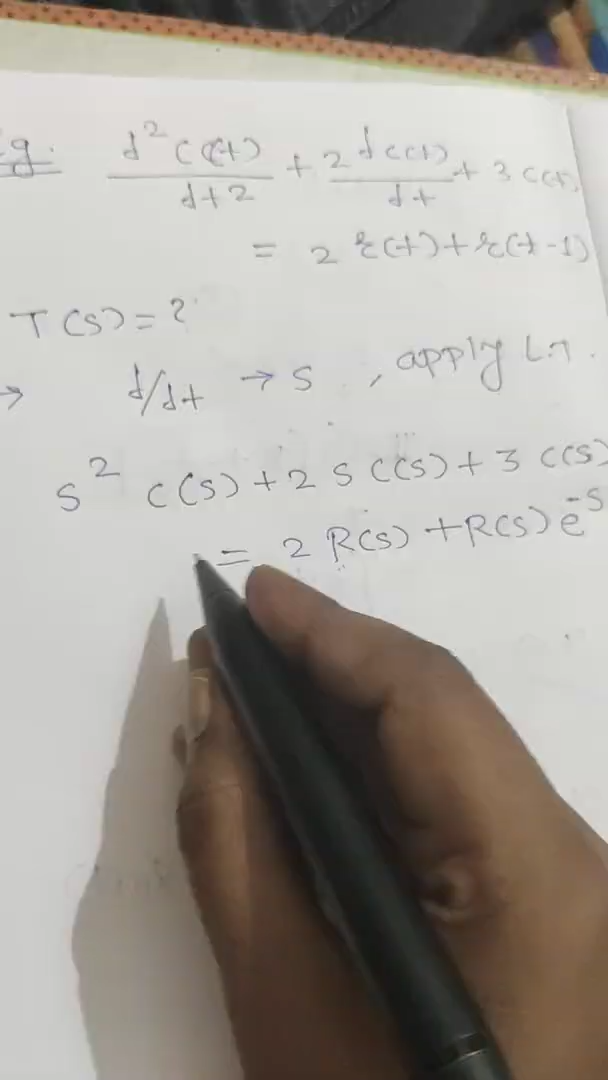 Eg. d²c(t)/dt2 + 2 dc(t)/dt + 3 c(t)
= 2 r(t) + r(t-1)
T(s) = ?
→ d/dt → s , apply L.T.
s² c(s) + 2 s c(s) + 3 c(s)
= 2 R(s) + R(s) e^-s